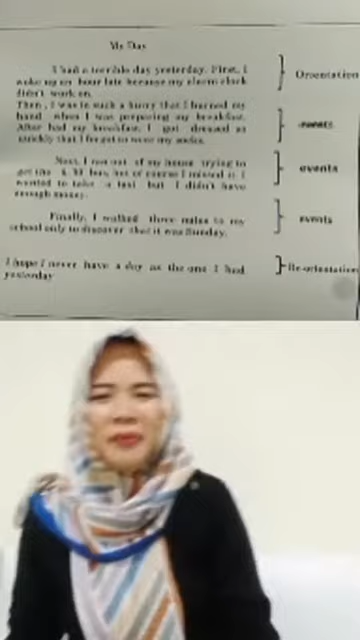 My Day
I had a terrible day yesterday. First, I
woke up an hour late because my alarm clock
didn't work on.
Orientation
Then, I was in such a hurry that I burned my
hand when I was preparing my breakfast.
After had my breakfast, I got dressed so
quickly that I forgot to wear my socks.
events
Next, I ran out of my house trying to
get the 6.30 bus, but of course I missed it. I
wanted to take a taxi but I didn't have
enough money.
events
Finally, I walked three miles to my
school only to discover that it was Sunday.
events
I hope I never have a day as the one I had
yesterday
Re-orientation